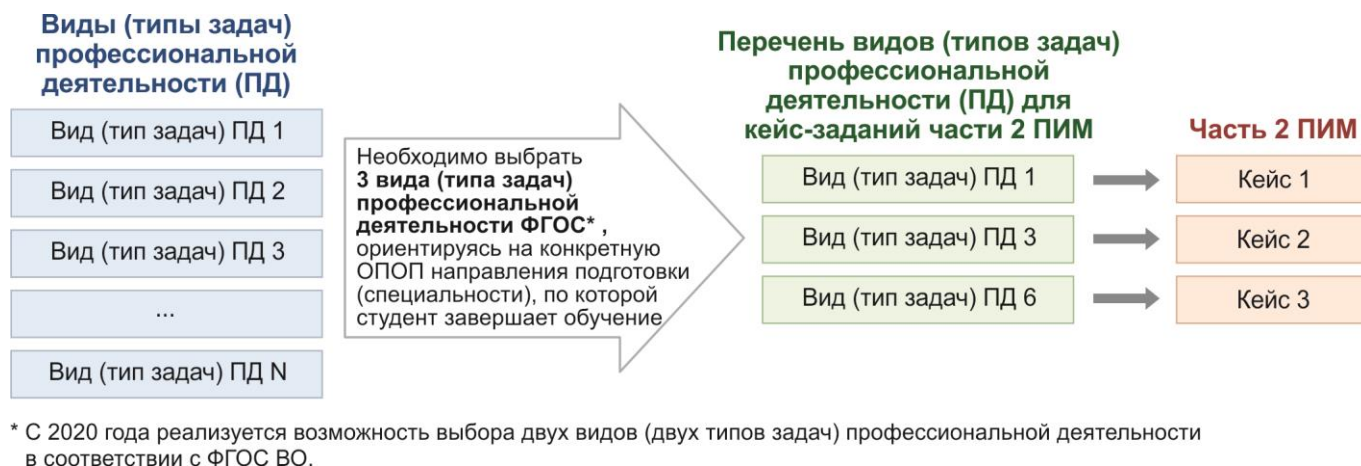 Виды (типы задач)
профессиональной
деятельности (ПД)
Вид (тип задач) ПД 1
Вид (тип задач) ПД 2
Вид (тип задач) ПД 3
...
Вид (тип задач) ПД N
Необходимо выбрать
3 вида (типа задач)
профессиональной
деятельности ФГОС* ,
ориентируясь на конкретную
ОПОП направления подготовки
(специальности), по которой
студент завершает обучение
Перечень видов (типов задач)
профессиональной
деятельности (ПД) для
кейс-заданий части 2 ПИМ
Вид (тип задач) ПД 1
Вид (тип задач) ПД 3
Вид (тип задач) ПД 6
Часть 2 ПИМ
Кейс 1
Кейс 2
Кейс 3
* С 2020 года реализуется возможность выбора двух видов (двух типов задач) профессиональной деятельности
в соответствии с ФГОС ВО.